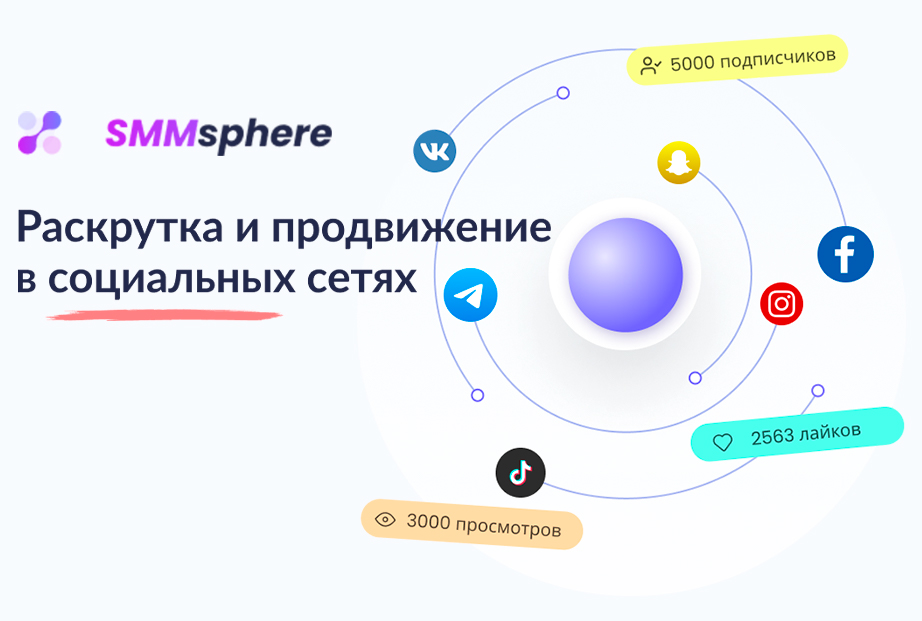 SMMsphere
Раскрутка и продвижение
в социальных сетях
5000 подписчиков
2563 лайков
3000 просмотров